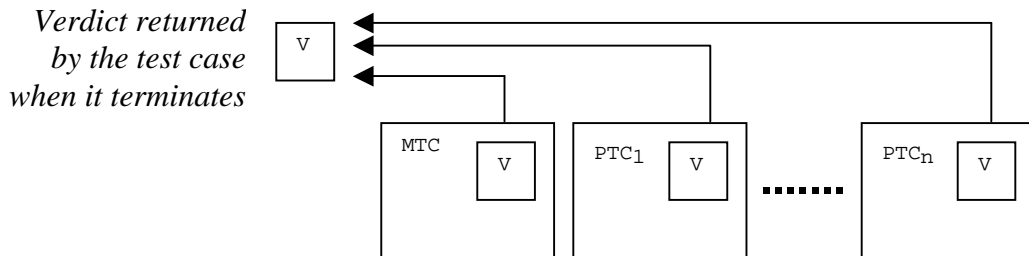 Verdict returned
by the test case
when it terminates
V
MTC
V
PTC1
V
PTCn
V